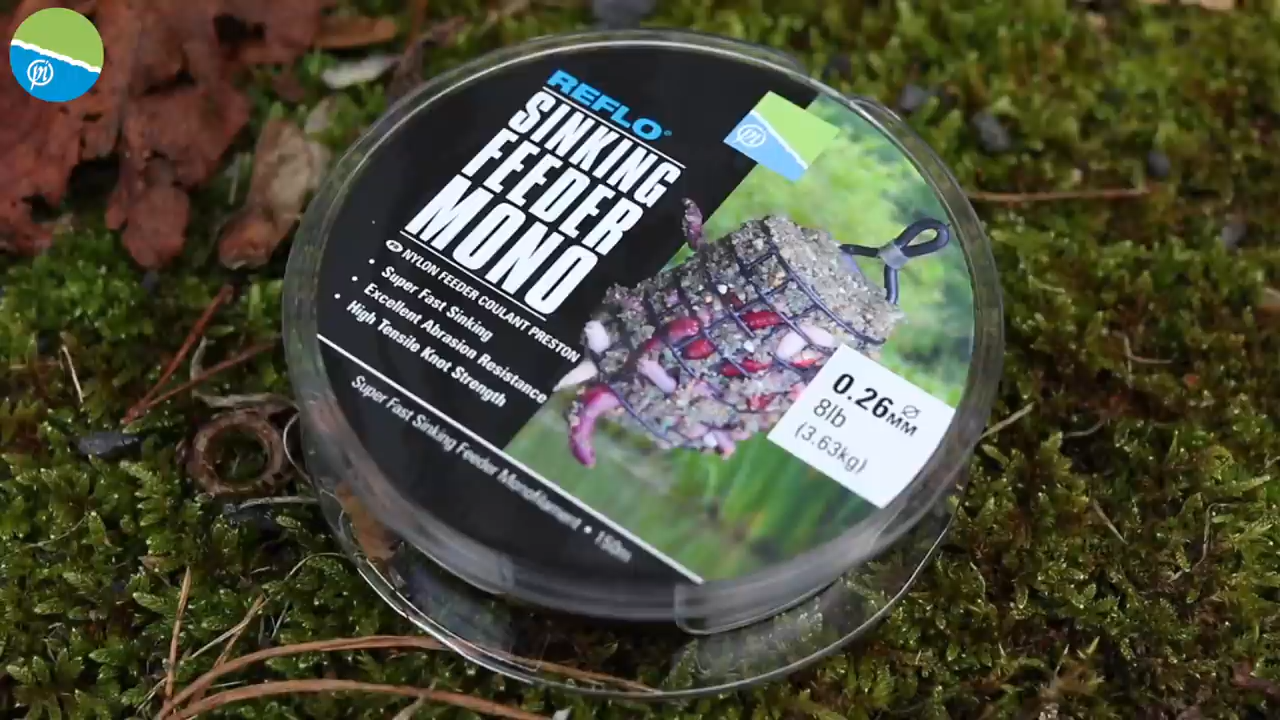 REFLO
SINKING
FEEDER
MONO
FR NYLON FEEDER COULANT PRESTON
• Super Fast Sinking
• Excellent Abrasion Resistance
• High Tensile Knot Strength
Super Fast Sinking Feeder Monofilament • 150m
0.26MM Ø
8lb
(3.63kg)